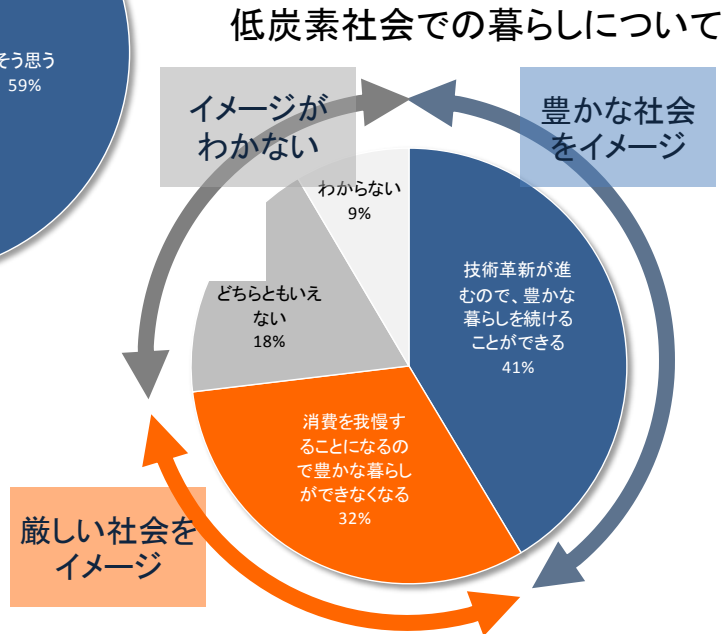 低炭素社会での暮らしについて
そう思う
59%
イメージが
わかない
豊かな社会
をイメージ
わからない
9%
技術革新が進
むので、豊かな
暮らしを続ける
ことができる
41%
どちらともいえ
ない
18%
消費を我慢す
ることになるの
で豊かな暮らし
ができなくなる
32%
厳しい社会を
イメージ